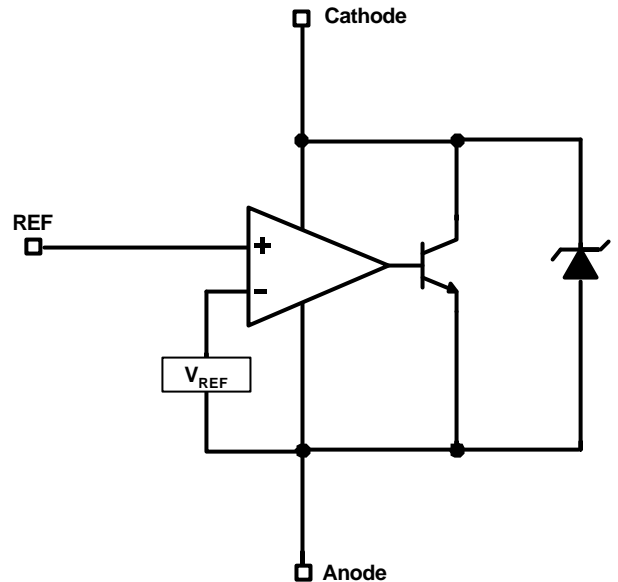 Cathode
REF
+
-
VREF
Anode